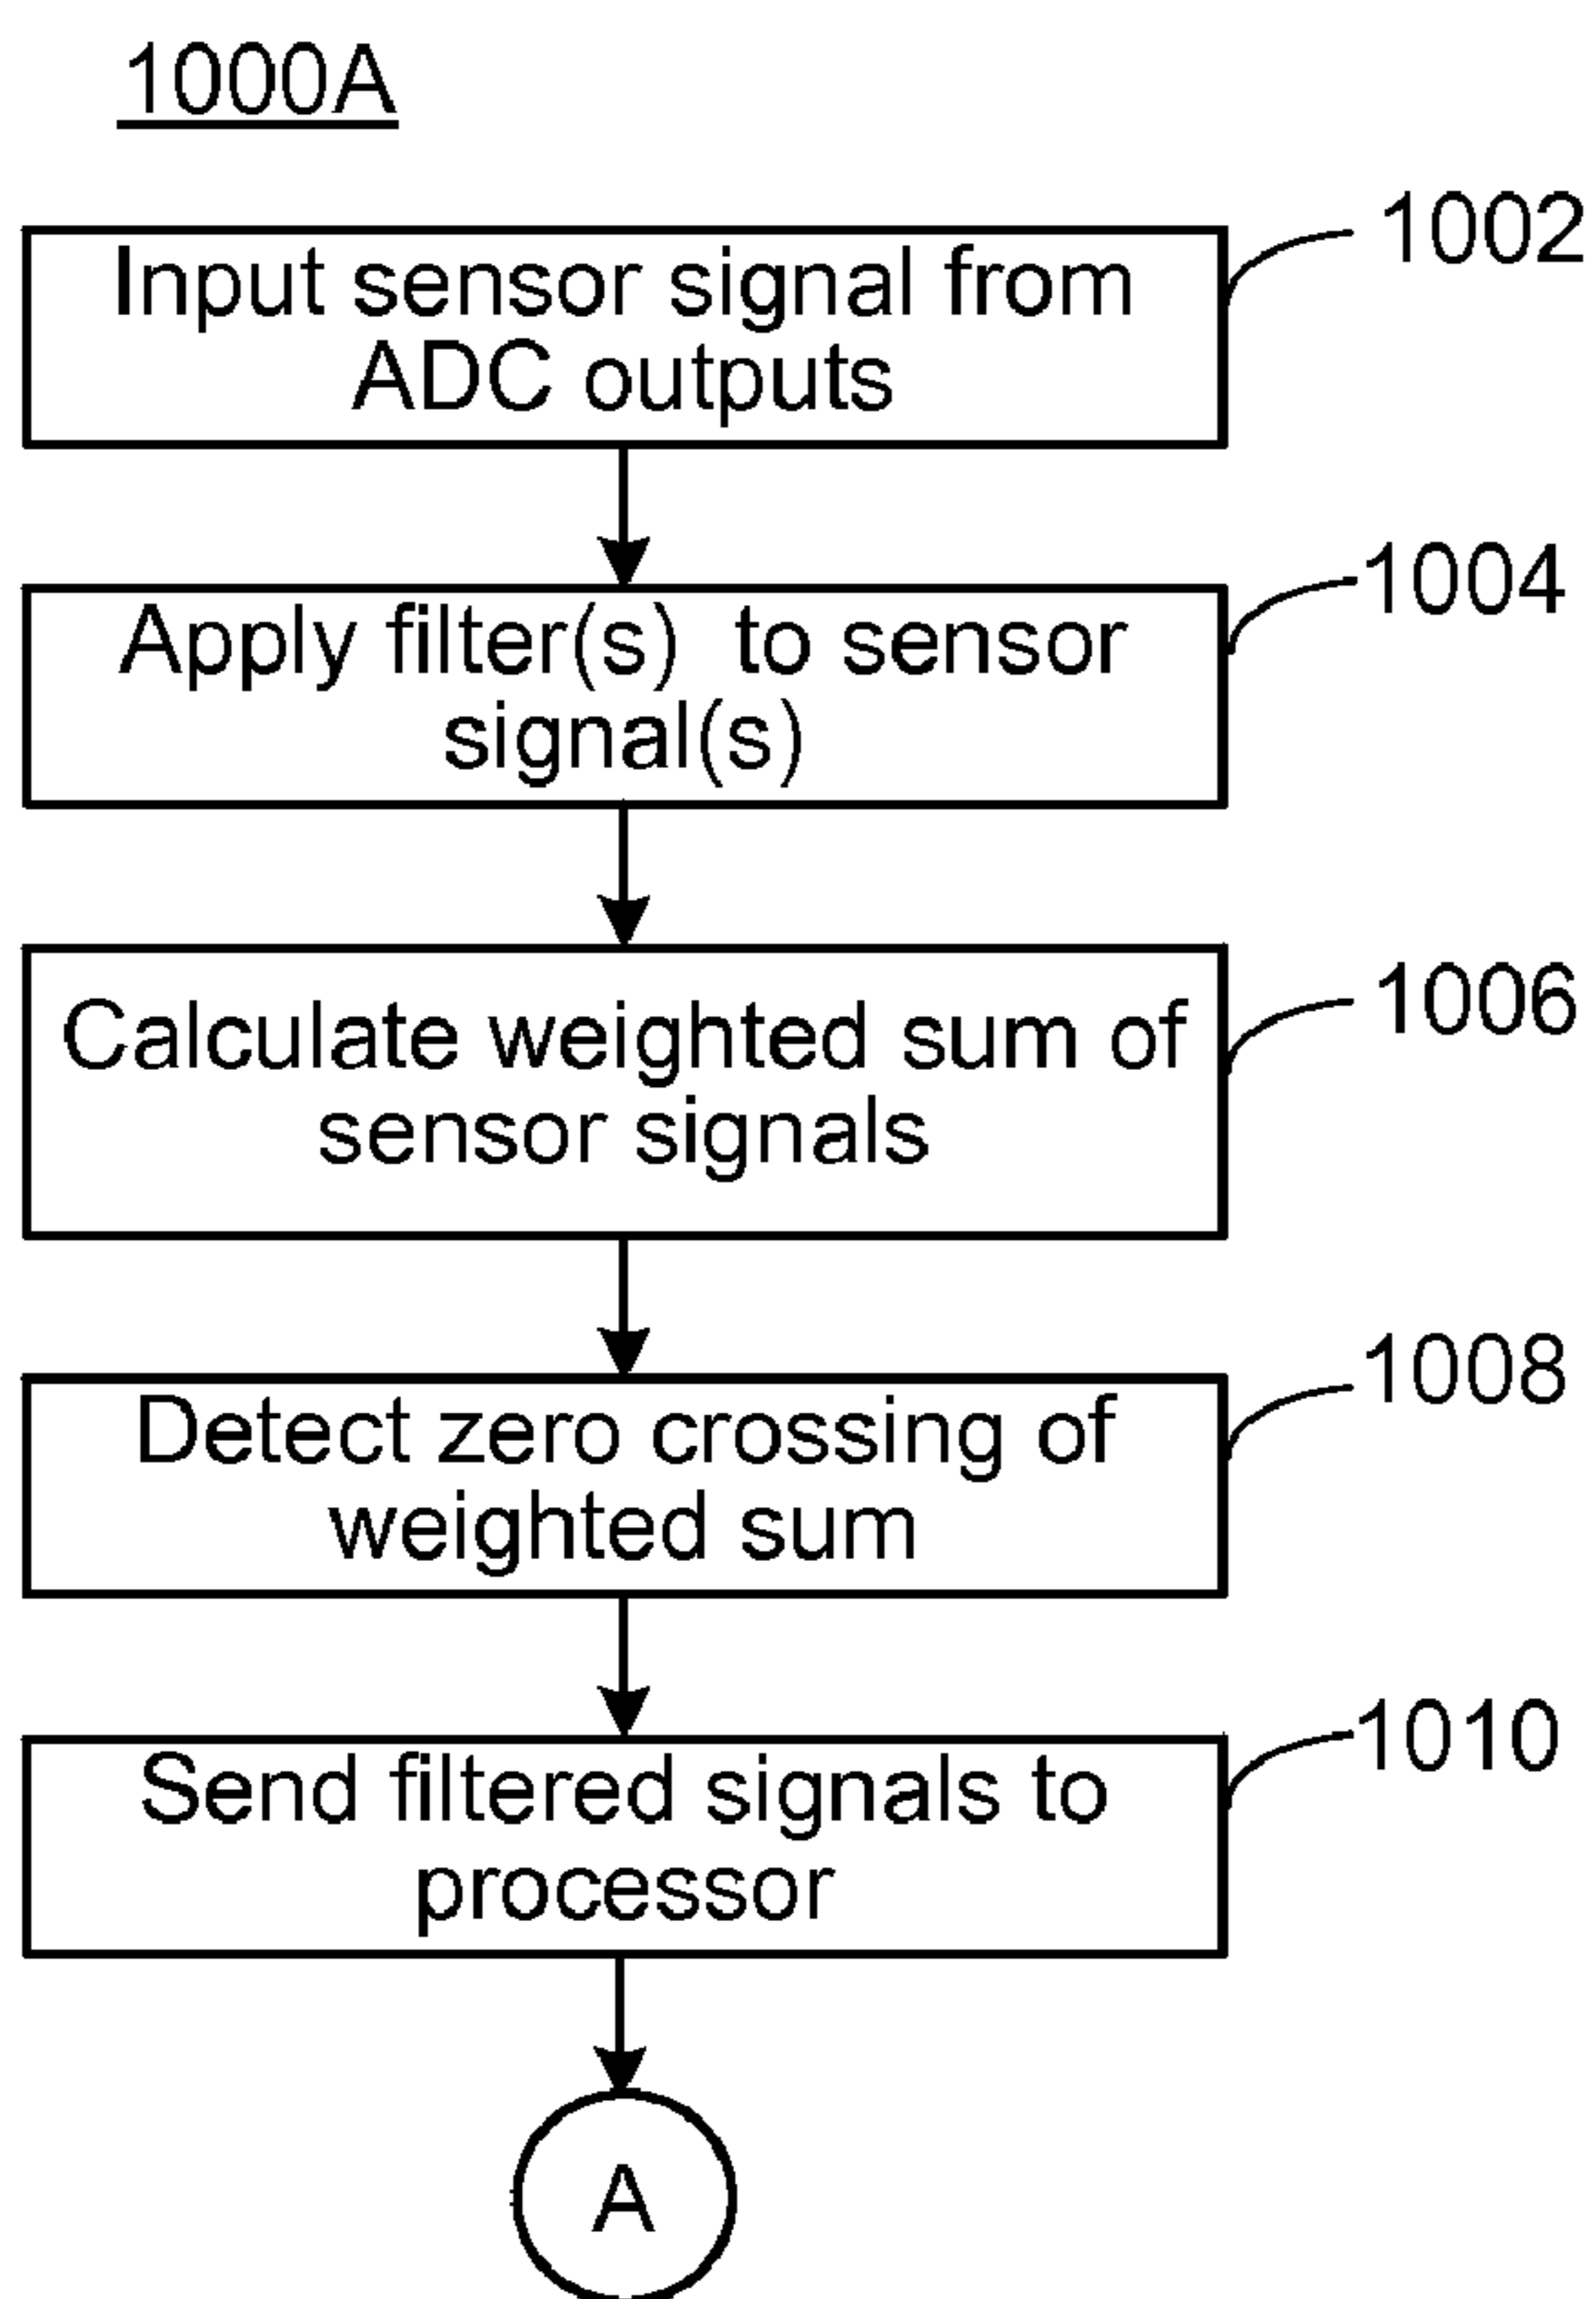 1000A
1002
Input sensor signal from
ADC outputs
1004
Apply filter(s) to sensor
signal(s)
1006
Calculate weighted sum of
sensor signals
1008
Detect zero crossing of
weighted sum
1010
Send filtered signals to
processor
A